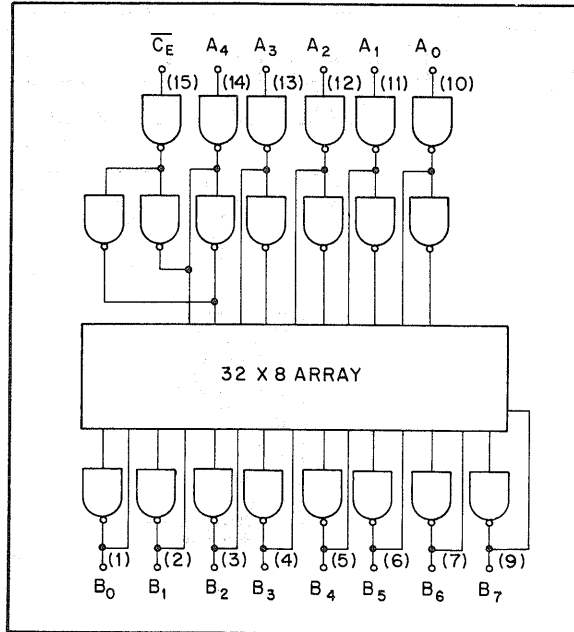 C̅E̅ A₄ A₃ A₂ A₁ A₀
(15) (14) (13) (12) (11) (10)
32 X 8 ARRAY
(1) (2) (3) (4) (5) (6) (7) (9)
B₀ B₁ B₂ B₃ B₄ B₅ B₆ B₇